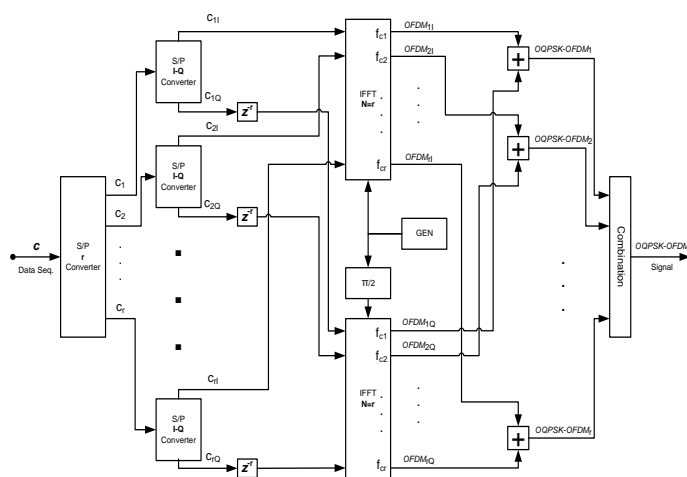 C1I
OFDM1I
fc1
OFDM2I
fc2
OQPSK-OFDM1
S/P
I-Q
Converter
C1Q
z-r
C2I
IFFT
N=r
. . .
+
OQPSK-OFDM2
+
S/P
I-Q
Converter
C1
C2
. . .
Cr
fcr
OFDMrI
C2Q
z-r
GEN
c
Data Seq.
S/P
r
Converter
Combination
OQPSK-OFDM
Signal
π/2
fc1
OFDM1Q
fc2
OFDM2Q
CrI
IFFT
N=r
. . .
S/P
I-Q
Converter
+
OQPSK-OFDMr
CrQ
z-r
fcr
OFDMrQ